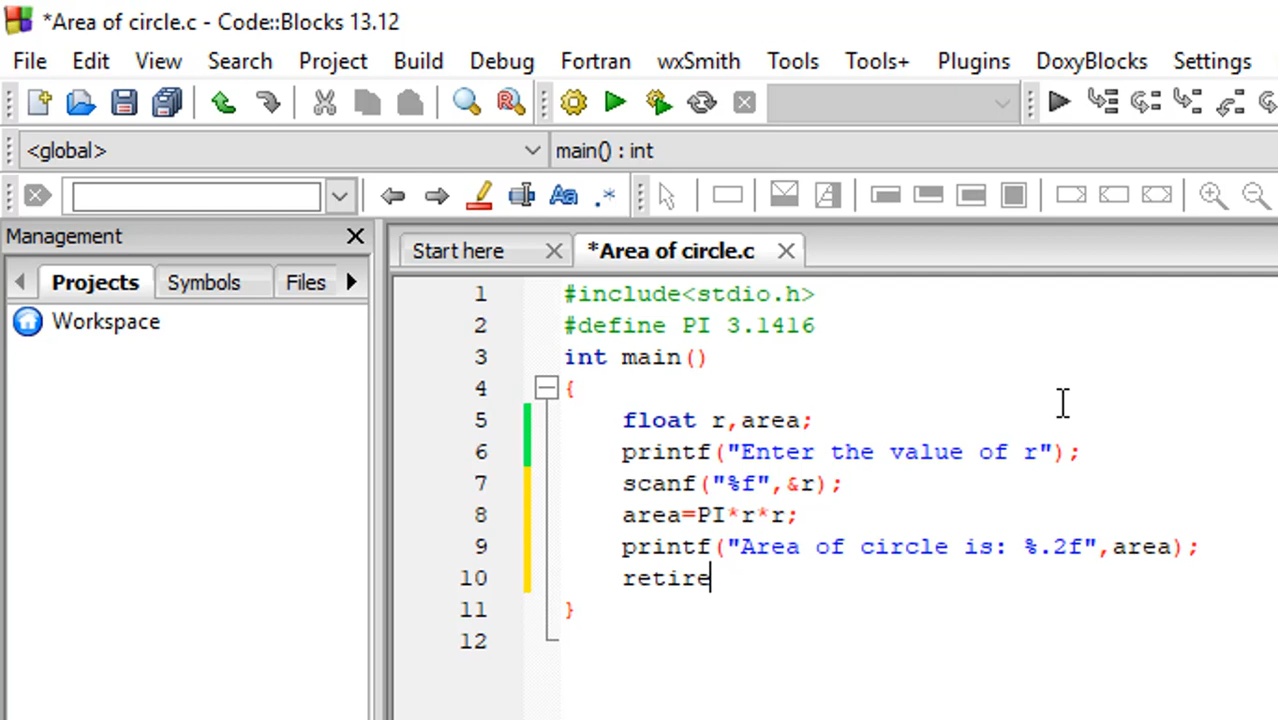 *Area of circle.c - Code::Blocks 13.12
File Edit View Search Project Build Debug Fortran wxSmith Tools Tools+ Plugins DoxyBlocks Settings
<global> main() : int
Management
Projects Symbols Files
Workspace
Start here *Area of circle.c
1 #include<stdio.h>
2 #define PI 3.1416
3 int main()
4 {
5 float r,area;
6 printf("Enter the value of r");
7 scanf("%f",&r);
8 area=PI*r*r;
9 printf("Area of circle is: %.2f",area);
10 retire
11 }
12